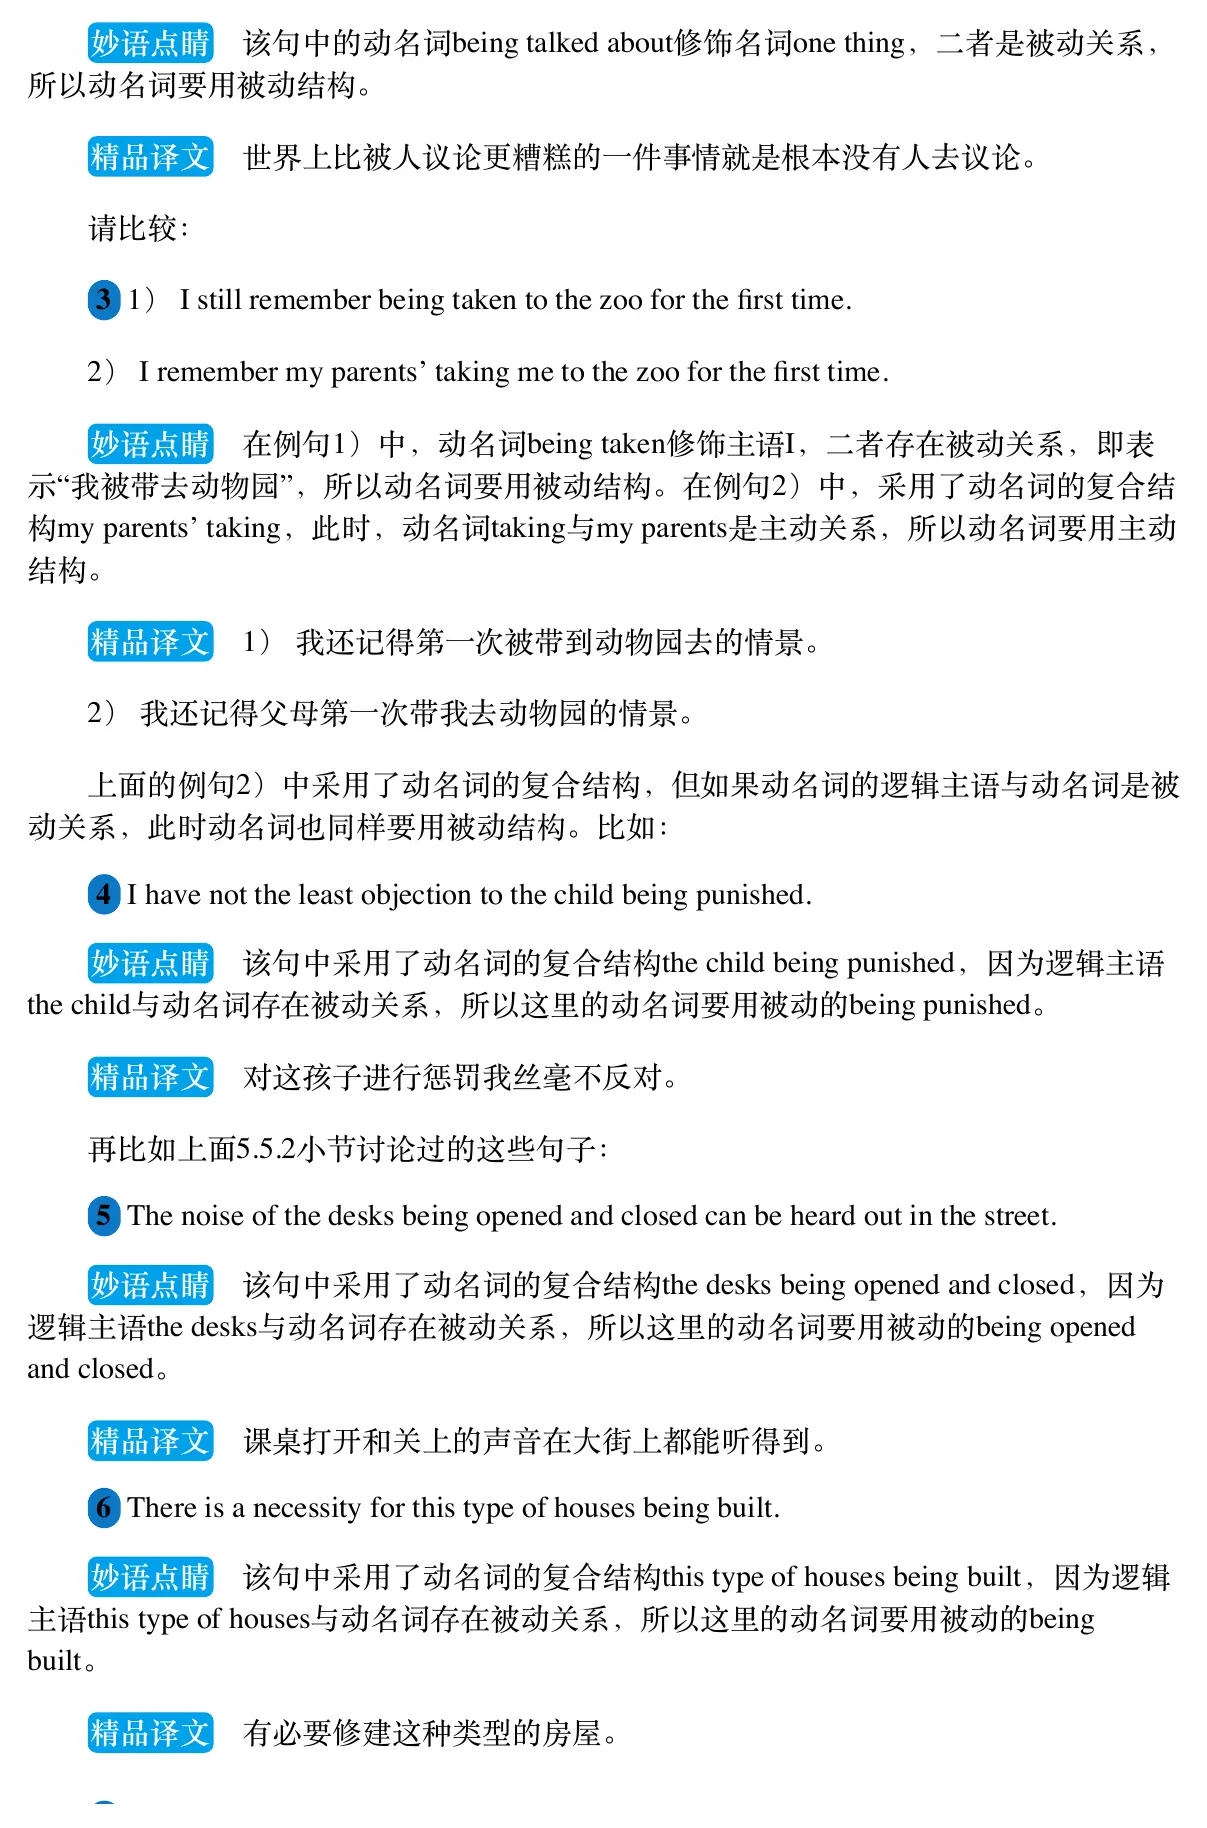 妙语点睛 该句中的动名词being talked about修饰名词one thing，二者是被动关系，
所以动名词要用被动结构。
精品译文 世界上比被人议论更糟糕的一件事情就是根本没有人去议论。
请比较：
3 1） I still remember being taken to the zoo for the first time.
2） I remember my parents’ taking me to the zoo for the first time.
妙语点睛 在例句1）中，动名词being taken修饰主语I，二者存在被动关系，即表
示“我被带去动物园”，所以动名词要用被动结构。在例句2）中，采用了动名词的复合结
构my parents’ taking，此时，动名词taking与my parents是主动关系，所以动名词要用主动
结构。
精品译文 1） 我还记得第一次被带到动物园去的情景。
2） 我还记得父母第一次带我去动物园的情景。
上面的例句2）中采用了动名词的复合结构，但如果动名词的逻辑主语与动名词是被
动关系，此时动名词也同样要用被动结构。比如：
4 I have not the least objection to the child being punished.
妙语点睛 该句中采用了动名词的复合结构the child being punished，因为逻辑主语
the child与动名词存在被动关系，所以这里的动名词要用被动的being punished。
精品译文 对这孩子进行惩罚我丝毫不反对。
再比如上面5.5.2小节讨论过的这些句子：
5 The noise of the desks being opened and closed can be heard out in the street.
妙语点睛 该句中采用了动名词的复合结构the desks being opened and closed，因为
逻辑主语the desks与动名词存在被动关系，所以这里的动名词要用被动的being opened
and closed。
精品译文 课桌打开和关上的声音在大街上都能听得到。
6 There is a necessity for this type of houses being built.
妙语点睛 该句中采用了动名词的复合结构this type of houses being built，因为逻辑
主语this type of houses与动名词存在被动关系，所以这里的动名词要用被动的being
built。
精品译文 有必要修建这种类型的房屋。